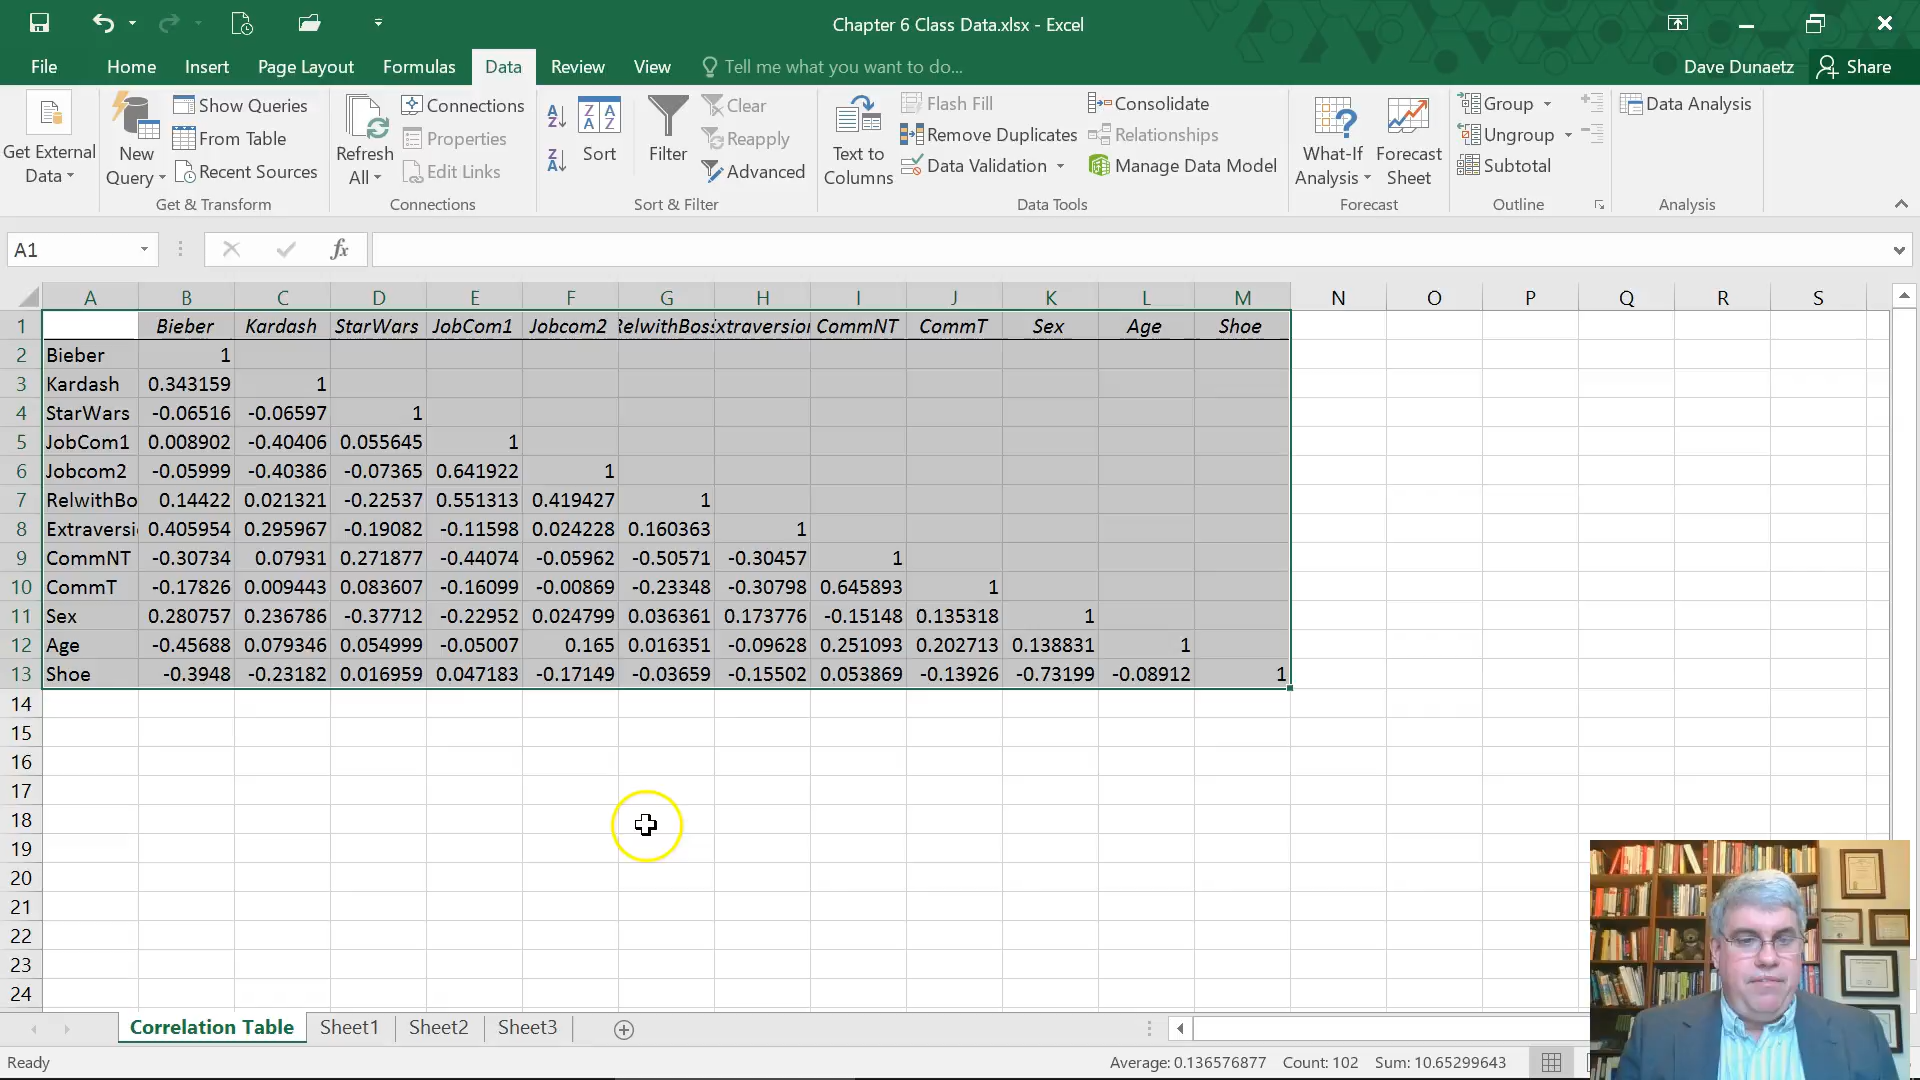 Chapter 6 Class Data.xlsx - Excel
File Home Insert Page Layout Formulas Data Review View Tell me what you want to do... Dave Dunaetz Share
Get External Data
New Query
Show Queries
From Table
Recent Sources
Get & Transform
Refresh All
Connections
Properties
Edit Links
Connections
Sort
Filter
Clear
Reapply
Advanced
Sort & Filter
Text to Columns
Flash Fill
Remove Duplicates
Data Validation
Consolidate
Relationships
Manage Data Model
Data Tools
What-If Analysis
Forecast Sheet
Forecast
Group
Ungroup
Subtotal
Outline
Data Analysis
Analysis
A1 fx
A B C D E F G H I J K L M N O P Q R S
1 Bieber Kardash StarWars JobCom1 Jobcom2 RelwithBos Extraversion CommNT CommT Sex Age Shoe
2 Bieber 1
3 Kardash 0.343159 1
4 StarWars -0.06516 -0.06597 1
5 JobCom1 0.008902 -0.40406 0.055645 1
6 Jobcom2 -0.05999 -0.40386 -0.07365 0.641922 1
7 RelwithBo 0.14422 0.021321 -0.22537 0.551313 0.419427 1
8 Extraversi 0.405954 0.295967 -0.19082 -0.11598 0.024228 0.160363 1
9 CommNT -0.30734 0.07931 0.271877 -0.44074 -0.05962 -0.50571 -0.30457 1
10 CommT -0.17826 0.009443 0.083607 -0.16099 -0.00869 -0.23348 -0.30798 0.645893 1
11 Sex 0.280757 0.236786 -0.37712 -0.22952 0.024799 0.036361 0.173776 -0.15148 0.135318 1
12 Age -0.45688 0.079346 0.054999 -0.05007 0.165 0.016351 -0.09628 0.251093 0.202713 0.138831 1
13 Shoe -0.3948 -0.23182 0.016959 0.047183 -0.17149 -0.03659 -0.15502 0.053869 -0.13926 -0.73199 -0.08912 1
14
15
16
17
18
19
20
21
22
23
24
Correlation Table Sheet1 Sheet2 Sheet3
Ready Average: 0.136576877 Count: 102 Sum: 10.65299643